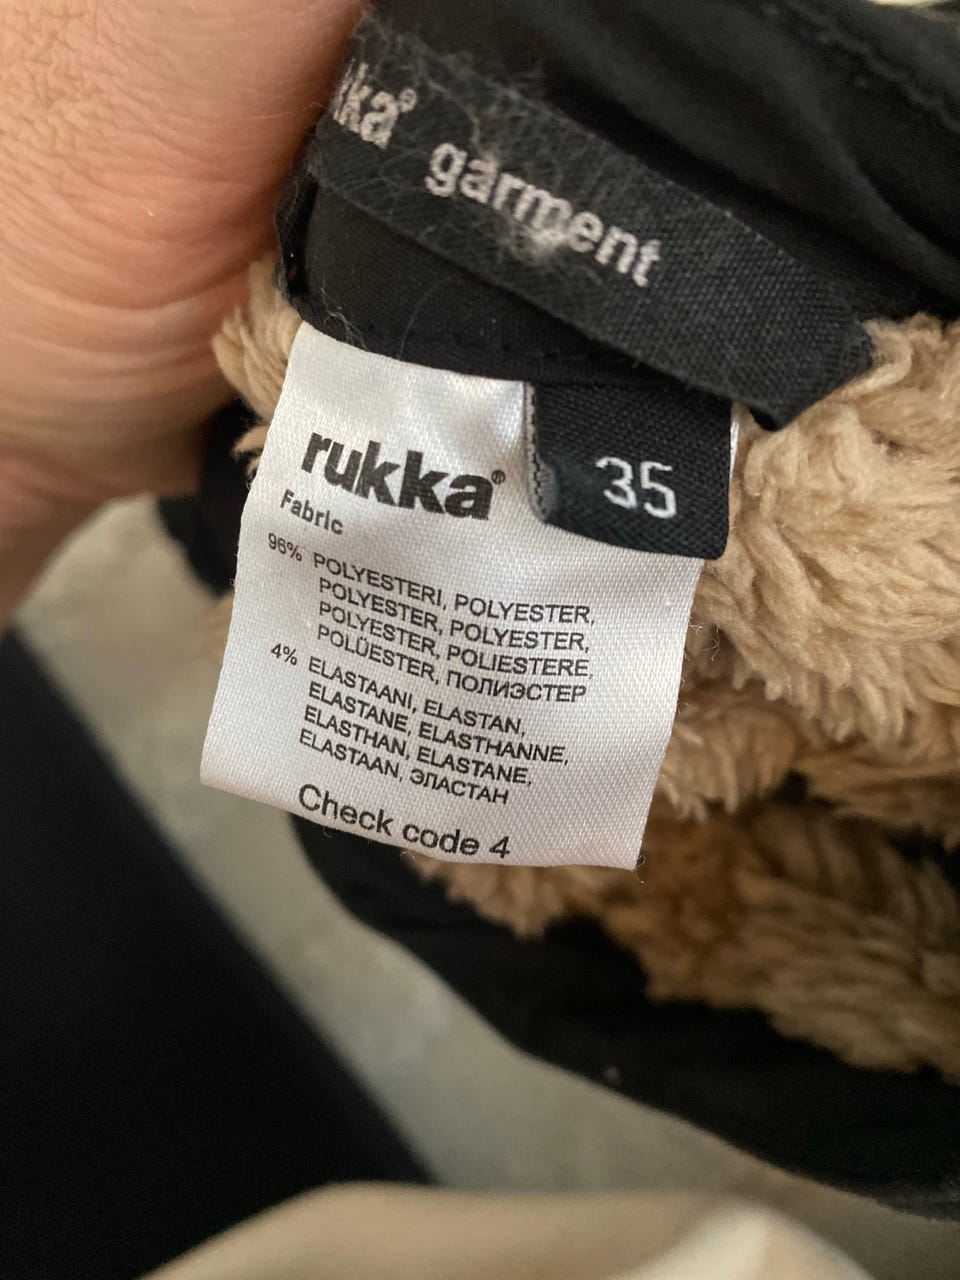 kka® garment
35
rukka®
Fabric
96% POLYESTERI, POLYESTER,
POLYESTER, POLYESTER,
POLYESTER, POLIESTERE,
POLÜESTER, ПОЛИЭСТЕР
4% ELASTAANI, ELASTAN,
ELASTANE, ELASTHANNE,
ELASTHAN, ELASTANE,
ELASTAAN, ЭЛАСТАН
Check code 4